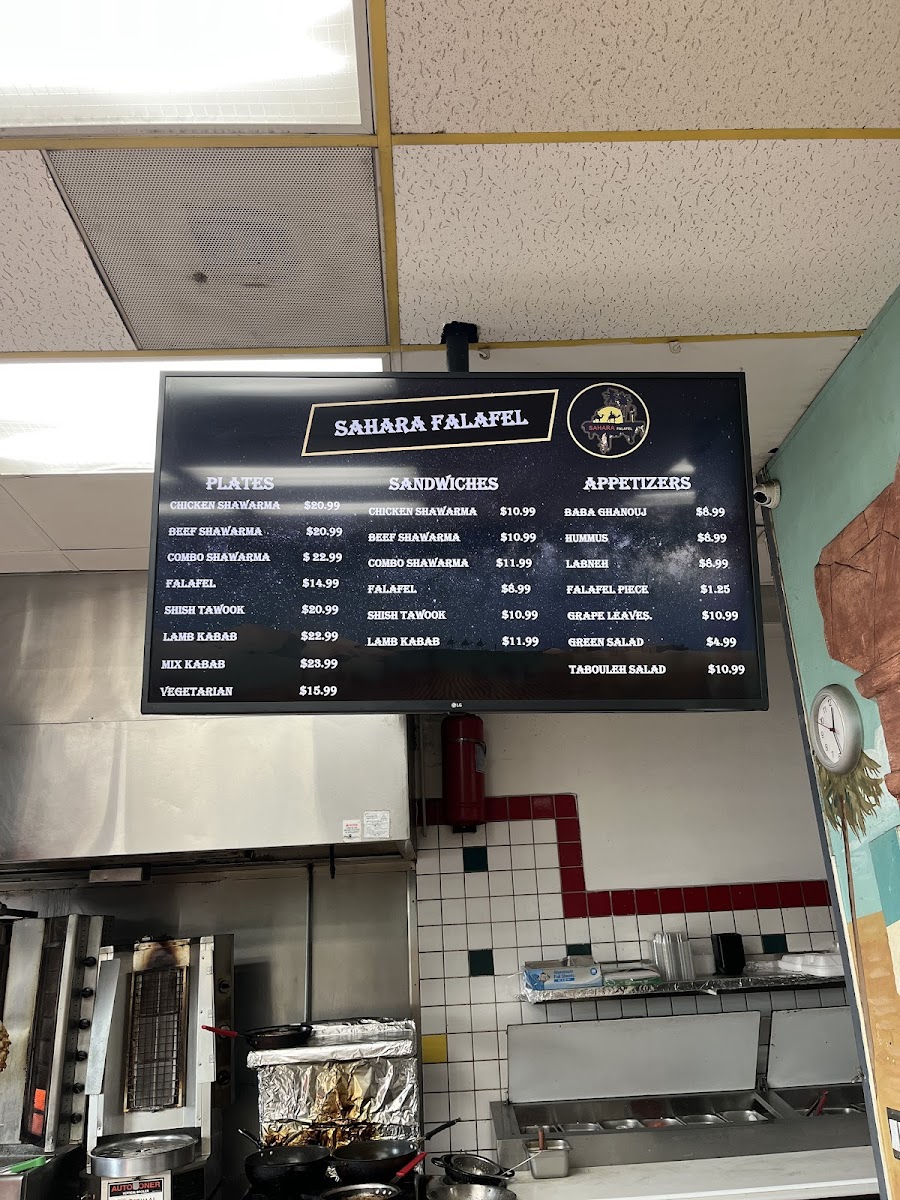 SAHARA FALAFEL
SAHARA FALAFEL
PLATES
CHICKEN SHAWARMA $20.99
BEEF SHAWARMA $20.99
COMBO SHAWARMA $ 22.99
FALAFEL $14.99
SHISH TAWOOK $20.99
LAMB KABAB $22.99
MIX KABAB $23.99
VEGETARIAN $15.99
SANDWICHES
CHICKEN SHAWARMA $10.99
BEEF SHAWARMA $10.99
COMBO SHAWARMA $11.99
FALAFEL $8.99
SHISH TAWOOK $10.99
LAMB KABAB $11.99
APPETIZERS
BABA GHANOUJ $8.99
HUMMUS $8.99
LABNEH $8.99
FALAFEL PIECE $1.25
GRAPE LEAVES. $10.99
GREEN SALAD $4.99
TABOULEH SALAD $10.99
LG
AUTODONER